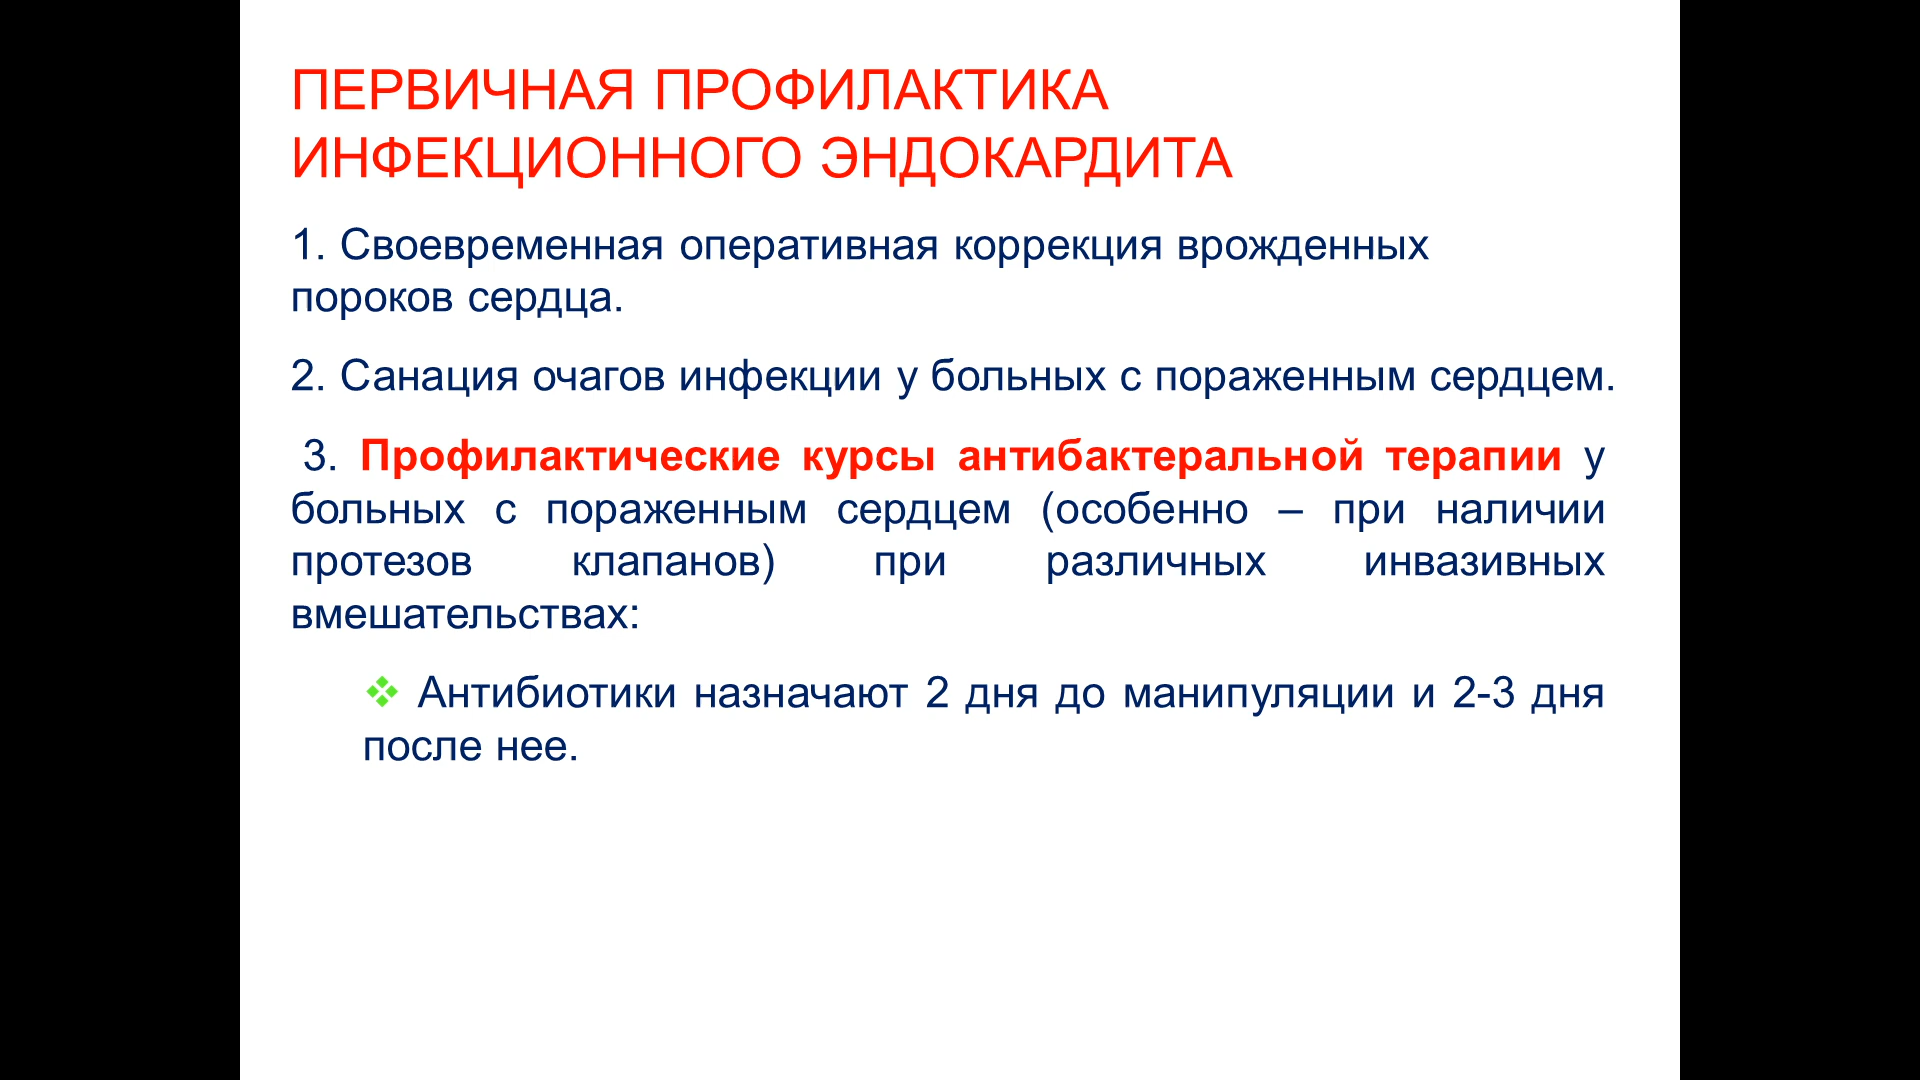 ПЕРВИЧНАЯ ПРОФИЛАКТИКА
ИНФЕКЦИОННОГО ЭНДОКАРДИТА
1. Своевременная оперативная коррекция врожденных
пороков сердца.
2. Санация очагов инфекции у больных с пораженным сердцем.
3. Профилактические курсы антибактеральной терапии у
больных с пораженным сердцем (особенно – при наличии
протезов клапанов) при различных инвазивных
вмешательствах:
❖ Антибиотики назначают 2 дня до манипуляции и 2-3 дня
после нее.